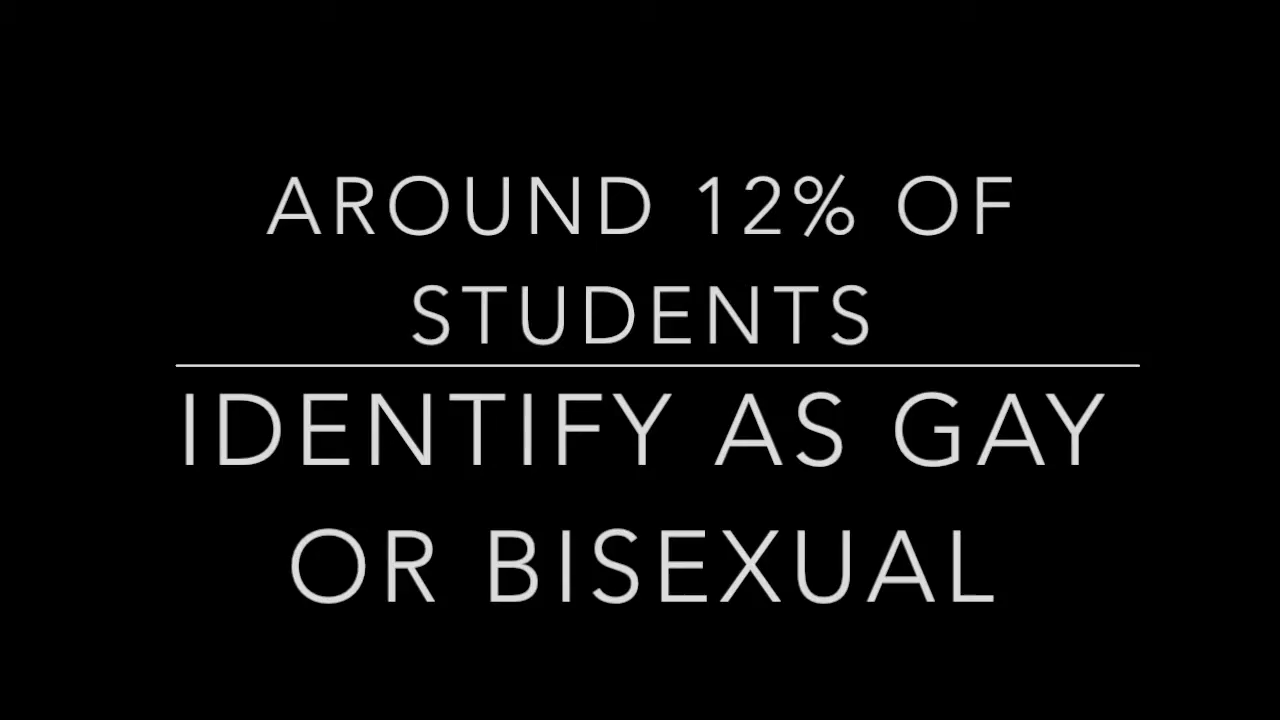 AROUND 12% OF
STUDENTS
IDENTIFY AS GAY
OR BISEXUAL